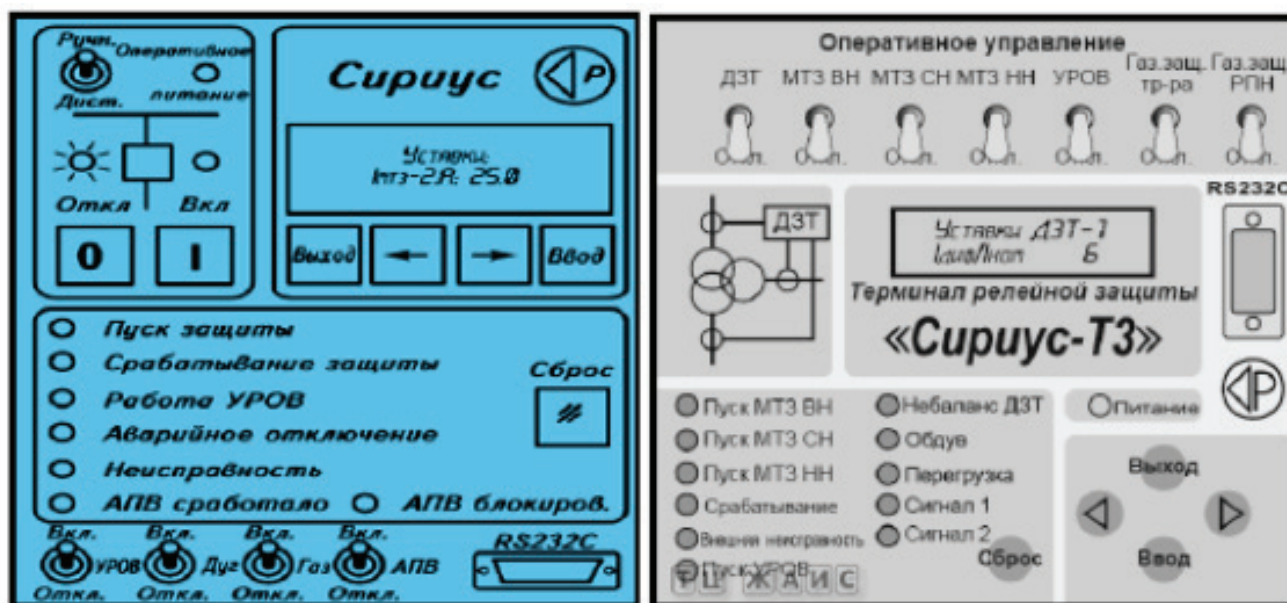 Ручн.
Оперативное
питание
Дист.
Откл
Вкл
0
I
Сириус
P
Уставки:
Iмтз-2,А: 25.0
Выход
Ввод
Пуск защиты
Срабатывание защиты
Работа УРОВ
Аварийное отключение
Неисправность
АПВ сработало
АПВ блокиров.
Сброс
Вкл. Вкл. Вкл. Вкл.
УРОВ Дуг Газ АПВ
Откл. Откл. Откл. Откл.
RS232C
Оперативное управление
ДЗТ МТЗ ВН МТЗ СН МТЗ НН УРОВ Газ.защ. Газ.защ.
тр-ра РПН
RS232C
ДЗТ
Уставки ДЗТ-1
Iдиф/Iном 6
Терминал релейной защиты
«Сириус-Т3»
P
Пуск МТЗ ВН
Пуск МТЗ СН
Пуск МТЗ НН
Срабатывание
Внешняя неисправность
Пуск УРОВ
Небаланс ДЗТ
Обдув
Перегрузка
Сигнал 1
Сигнал 2
Сброс
Питание
Выход
Ввод
ТЦ ЖАИС